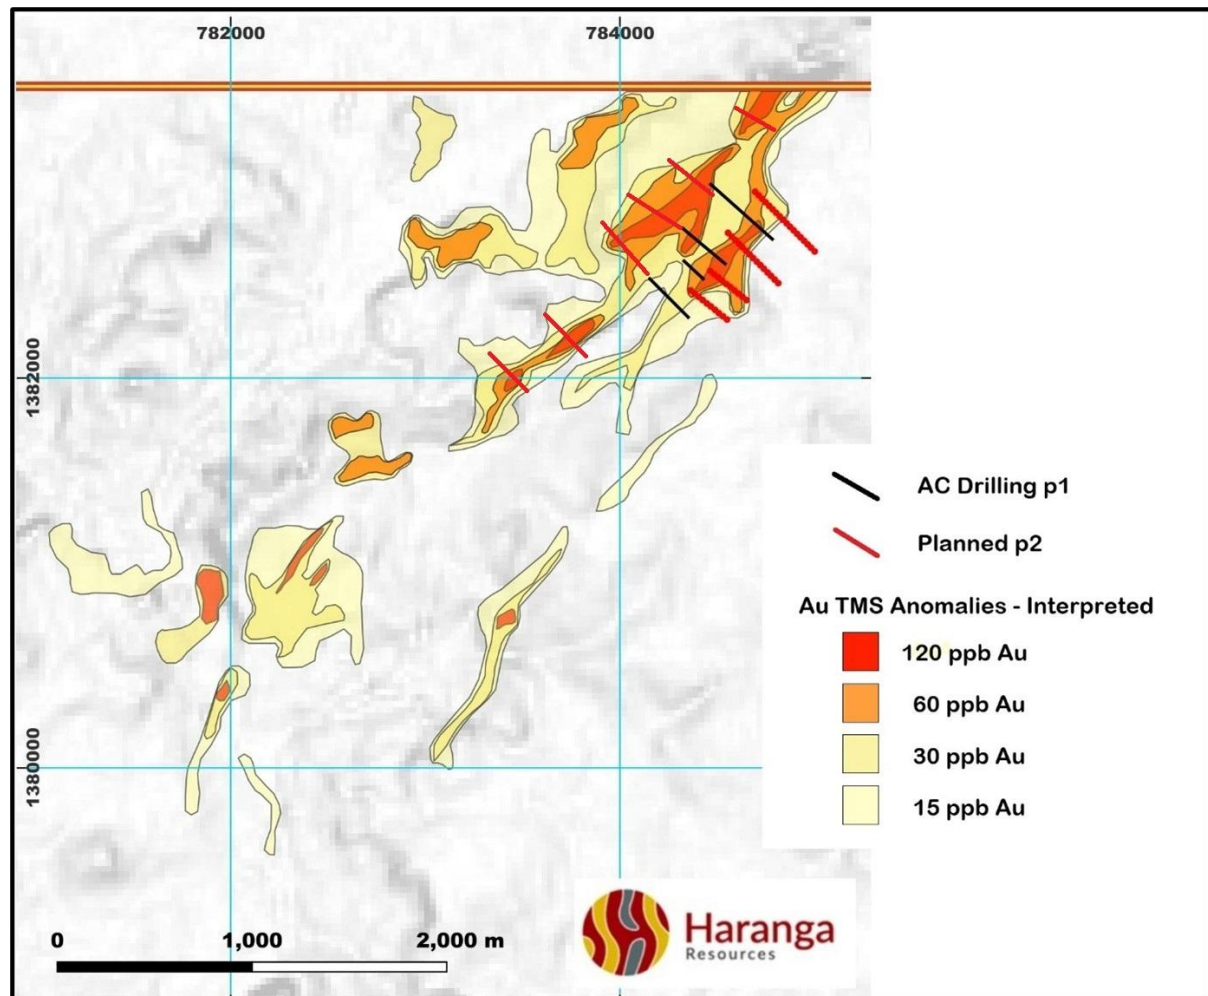 782000
784000
1382000
1380000
AC Drilling p1
Planned p2
Au TMS Anomalies - Interpreted
120 ppb Au
60 ppb Au
30 ppb Au
15 ppb Au
0 1,000 2,000 m
Haranga
Resources